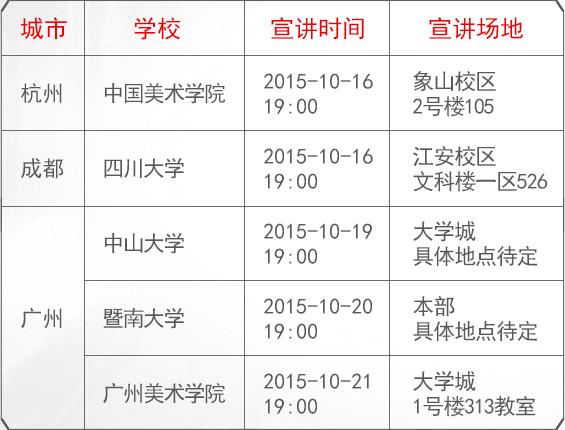 城市 学校 宣讲时间 宣讲场地
杭州 中国美术学院 2015-10-16 19:00 象山校区 2号楼105
成都 四川大学 2015-10-16 19:00 江安校区 文科楼一区526
广州 中山大学 2015-10-19 19:00 大学城 具体地点待定
暨南大学 2015-10-20 19:00 本部 具体地点待定
广州美术学院 2015-10-21 19:00 大学城 1号楼313教室